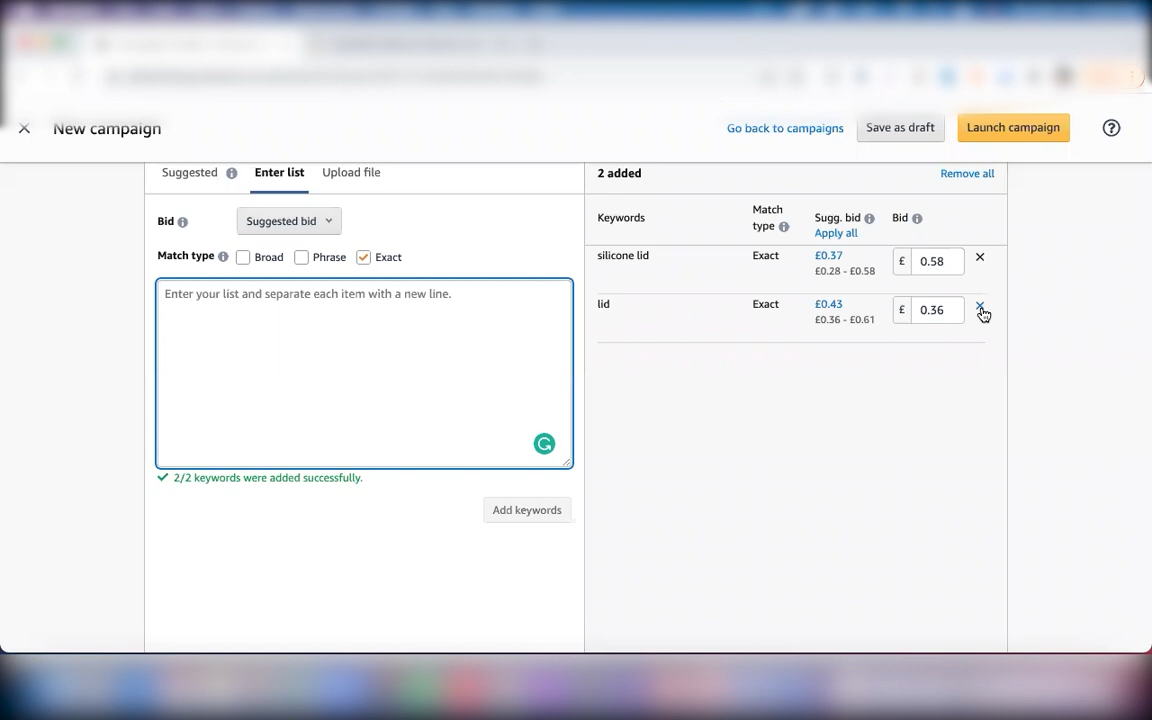 New campaign
Go back to campaigns
Save as draft
Launch campaign
Suggested
Enter list
Upload file
2 added
Remove all
Bid
Suggested bid
Match type
Broad
Phrase
Exact
Enter your list and separate each item with a new line.
2/2 keywords were added successfully.
Add keywords
Keywords
Match
type
Sugg. bid
Apply all
Bid
silicone lid
Exact
£0.37
£0.28 - £0.58
£ 0.58
lid
Exact
£0.43
£0.36 - £0.61
£ 0.36